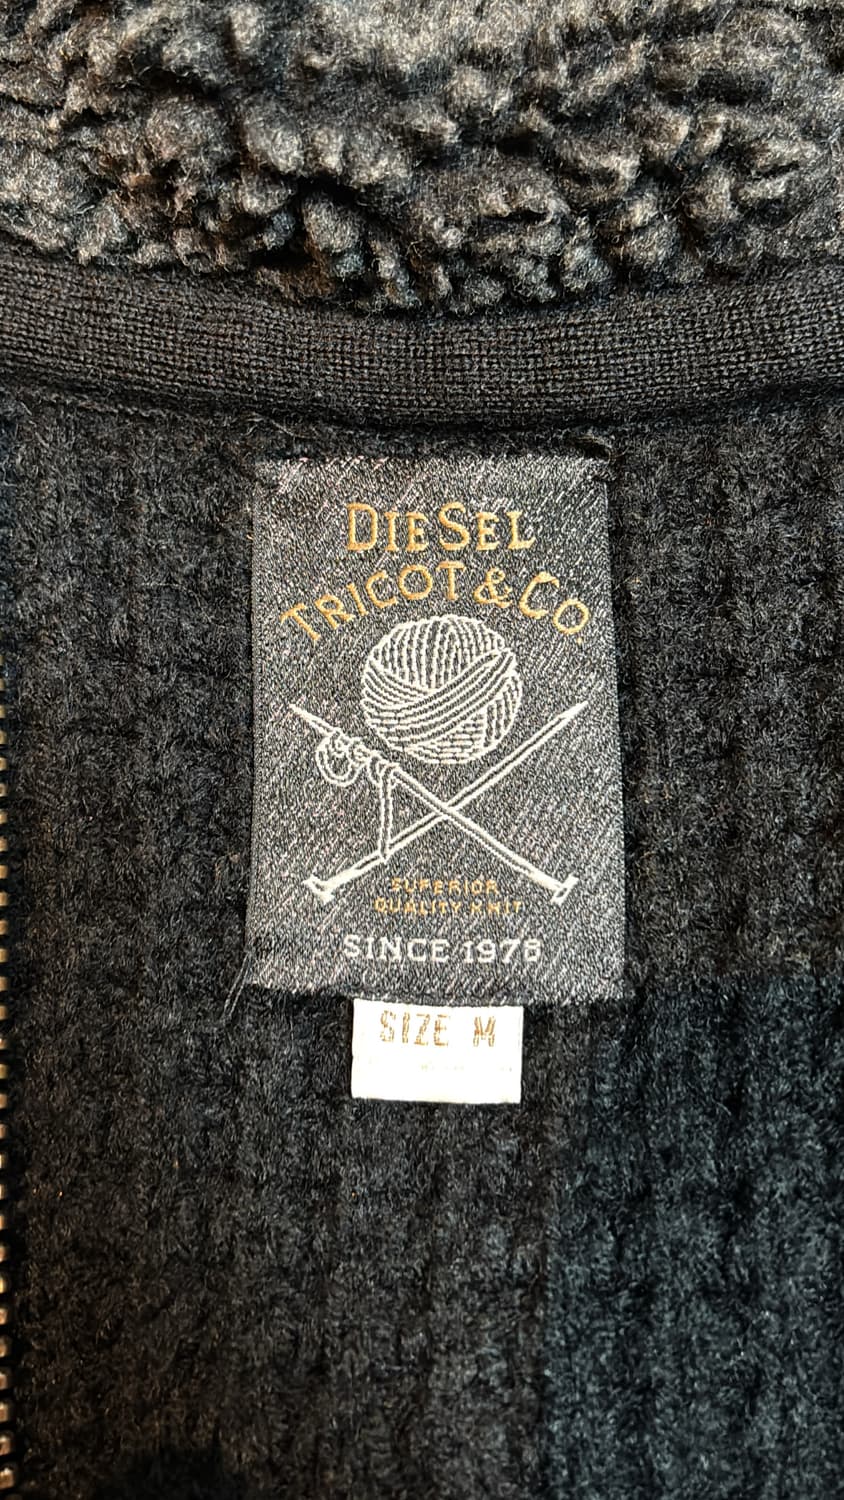 DIESEL
TRICOT & CO.
SUPERIOR
QUALITY KNIT
SINCE 1978
SIZE M